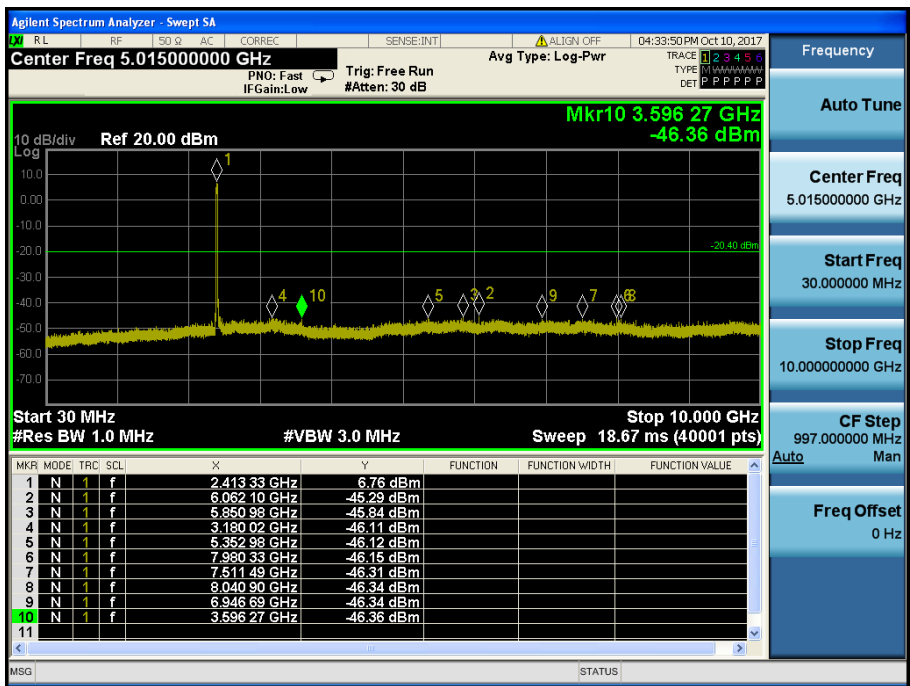 Agilent Spectrum Analyzer - Swept SA
LXI RL RF 50 Ω AC CORREC SENSE:INT ALIGN OFF 04:33:50 PM Oct 10, 2017
Center Freq 5.015000000 GHz
PNO: Fast
IFGain:Low
Trig: Free Run
#Atten: 30 dB
Avg Type: Log-Pwr
TRACE 1 2 3 4 5 6
TYPE
DET P P P P P P
Mkr10 3.596 27 GHz
-46.36 dBm
10 dB/div Ref 20.00 dBm
Log
10.0
0.00
-10.0
-20.0
-30.0
-40.0
-50.0
-60.0
-70.0
-20.40 dBm
1
4 10 5 3 2 9 7 6 8
Start 30 MHz Stop 10.000 GHz
#Res BW 1.0 MHz #VBW 3.0 MHz Sweep 18.67 ms (40001 pts)
MKR MODE TRC SCL X Y FUNCTION FUNCTION WIDTH FUNCTION VALUE
1 N 1 f 2.413 33 GHz 6.76 dBm
2 N 1 f 6.062 10 GHz -45.29 dBm
3 N 1 f 5.850 98 GHz -45.84 dBm
4 N 1 f 3.180 02 GHz -46.11 dBm
5 N 1 f 5.352 98 GHz -46.12 dBm
6 N 1 f 7.980 33 GHz -46.15 dBm
7 N 1 f 7.511 49 GHz -46.31 dBm
8 N 1 f 8.040 90 GHz -46.34 dBm
9 N 1 f 6.946 69 GHz -46.34 dBm
10 N 1 f 3.596 27 GHz -46.36 dBm
11
MSG STATUS
Frequency
Auto Tune
Center Freq
5.015000000 GHz
Start Freq
30.000000 MHz
Stop Freq
10.000000000 GHz
CF Step
997.000000 MHz
Auto Man
Freq Offset
0 Hz